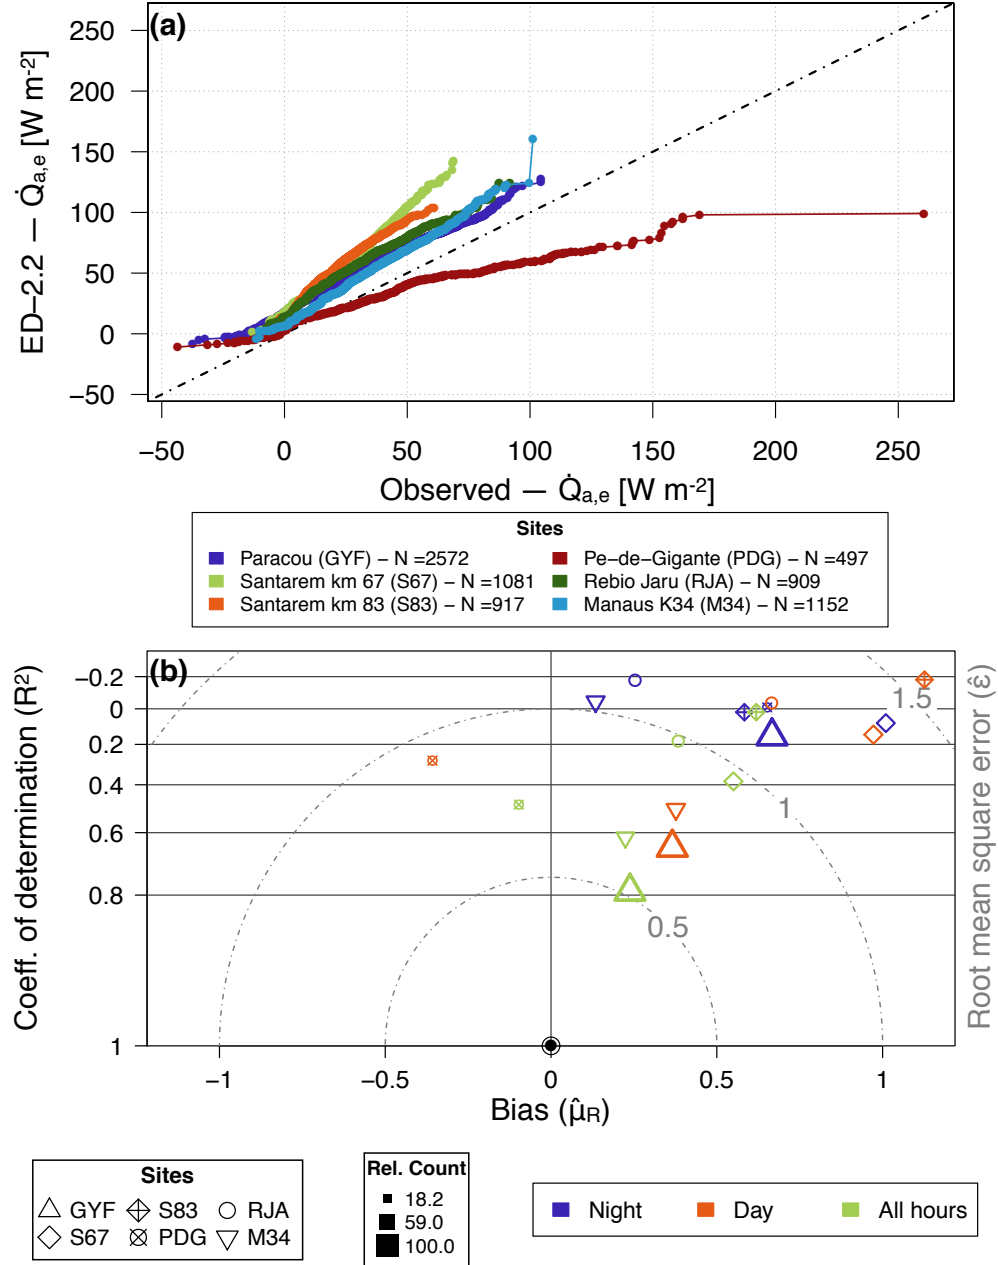 (a)
250
200
150
100
50
0
−50
ED−2.2 − Q̇a,e [W m-2]
−50 0 50 100 150 200 250
Observed − Q̇a,e [W m-2]
Sites
Paracou (GYF) − N =2572
Pe−de−Gigante (PDG) − N =497
Santarem km 67 (S67) − N =1081
Rebio Jaru (RJA) − N =909
Santarem km 83 (S83) − N =917
Manaus K34 (M34) − N =1152
(b)
−0.2
0
0.2
0.4
0.6
0.8
1
Coeff. of determination (R2)
1.5
1
0.5
Root mean square error (ε̂)
−1 −0.5 0 0.5 1
Bias (μ̂R)
Sites
GYF S83 RJA
S67 PDG M34
Rel. Count
18.2
59.0
100.0
Night Day All hours